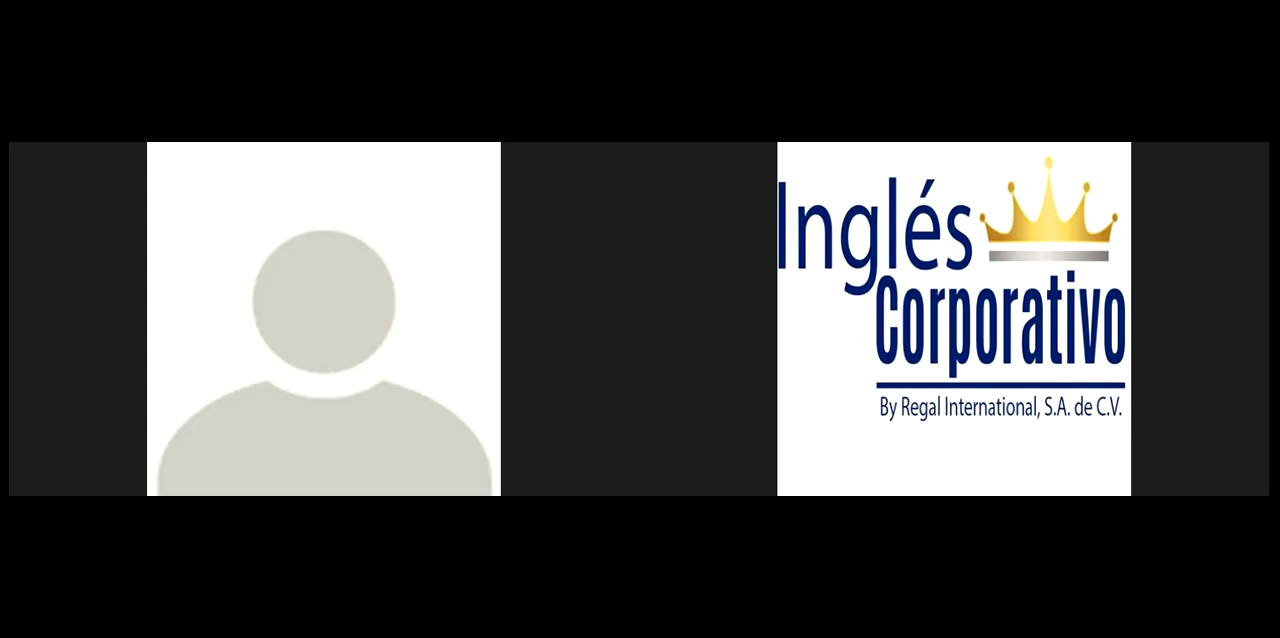 Inglés
Corporativo
By Regal International, S.A. de C.V.